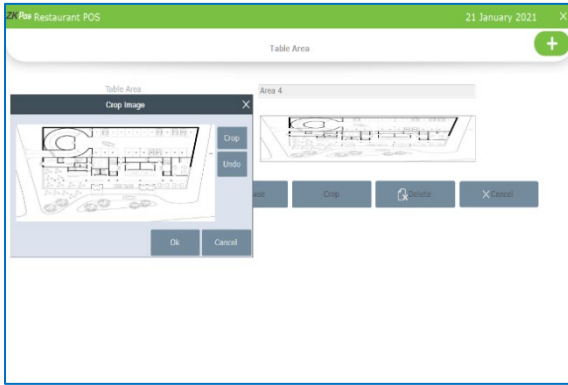 ZKPos Restaurant POS 21 January 2021 X
Table Area
Table Area Area 4
Crop Image X
Crop
Undo
Crop Delete Cancel
Ok Cancel